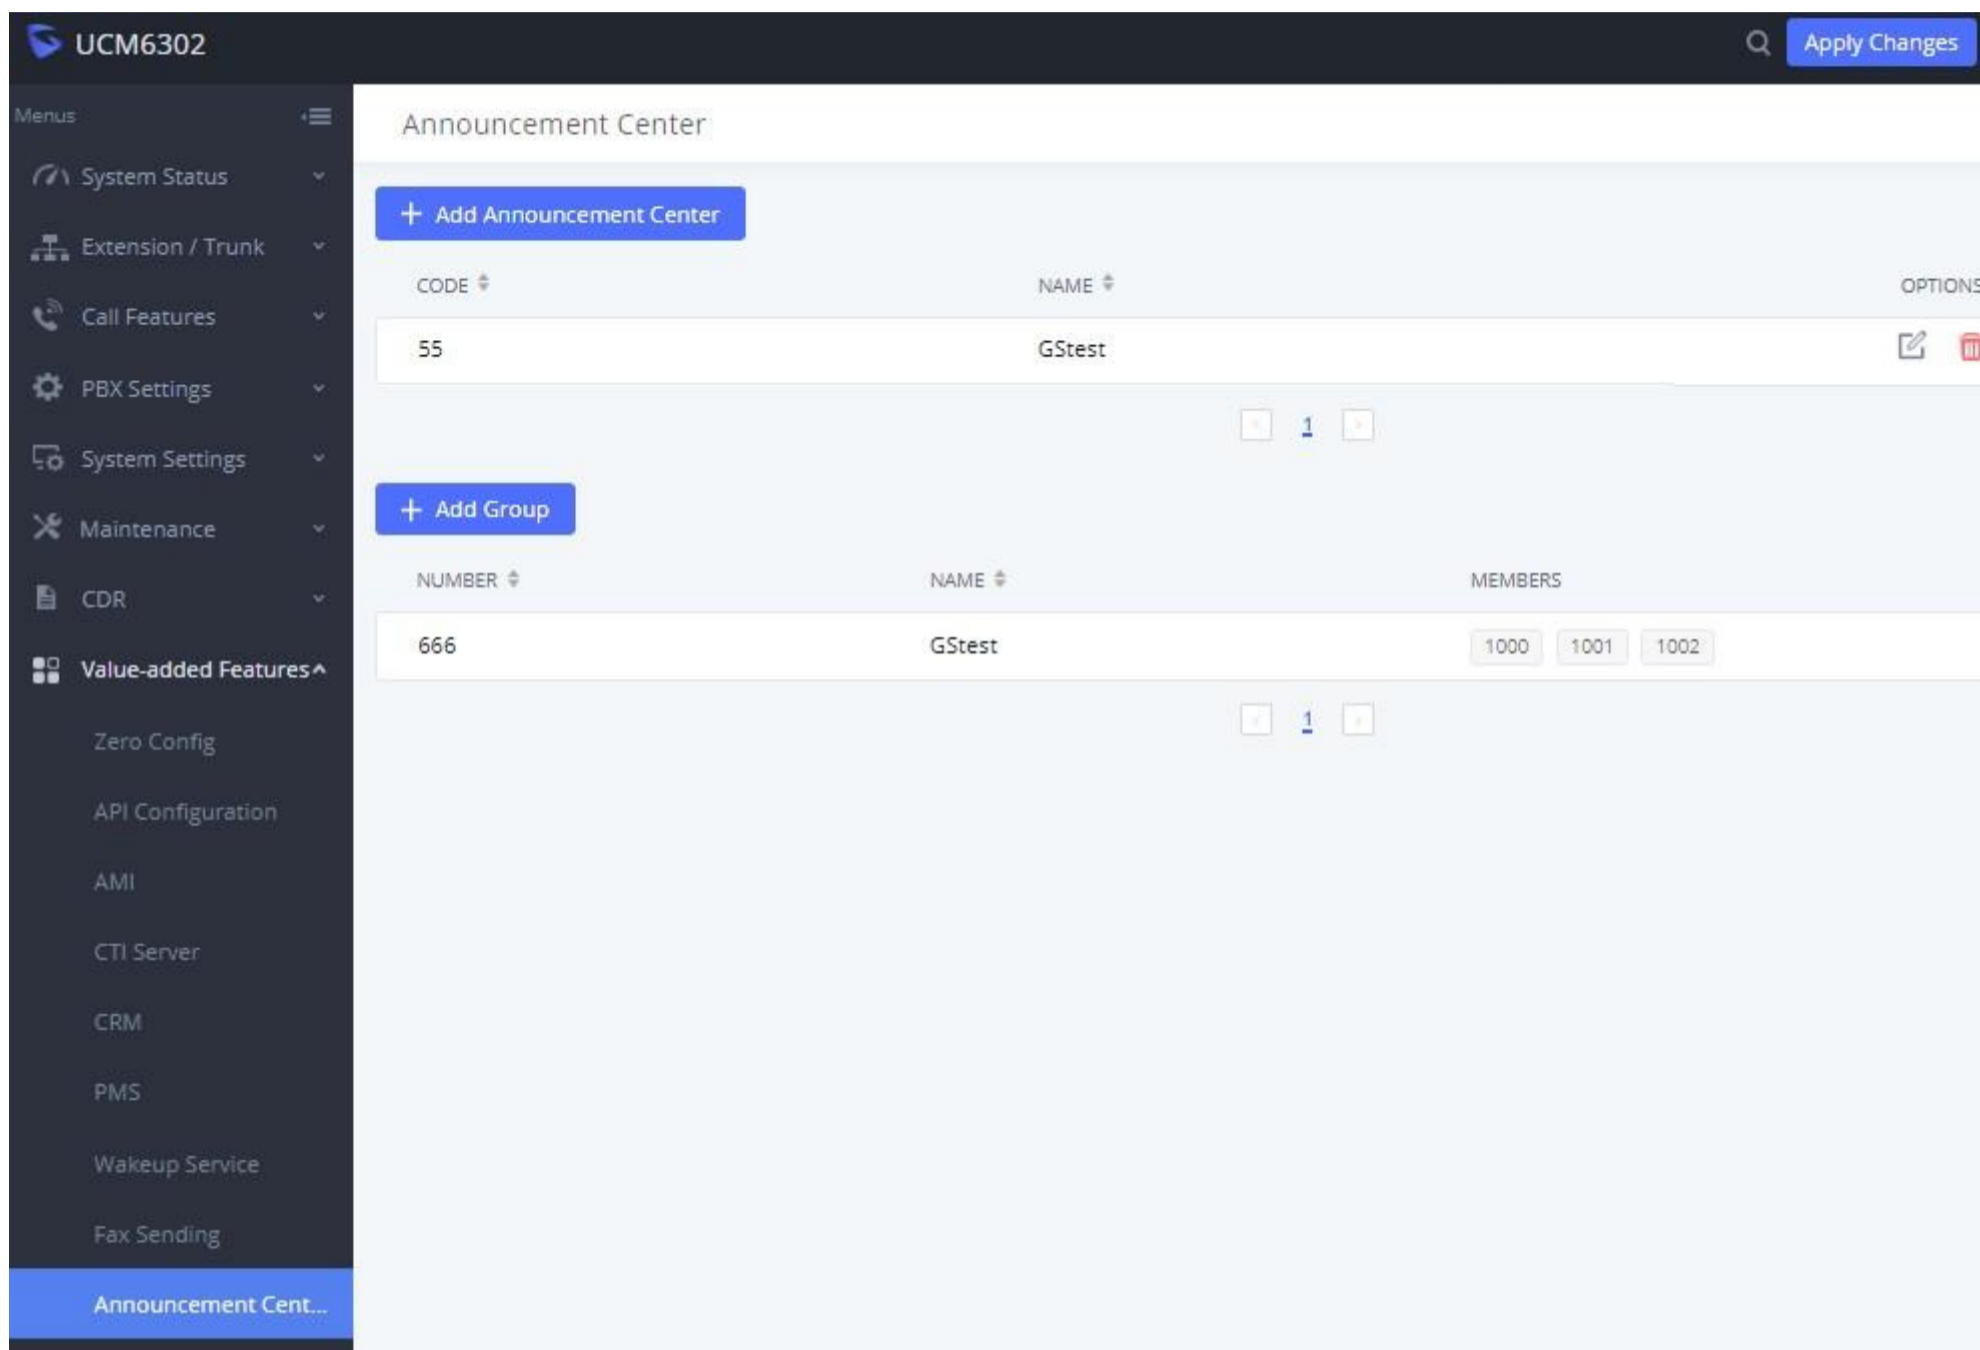 UCM6302
Apply Changes
Menus
System Status
Extension / Trunk
Call Features
PBX Settings
System Settings
Maintenance
CDR
Value-added Features
Zero Config
API Configuration
AMI
CTI Server
CRM
PMS
Wakeup Service
Fax Sending
Announcement Cent...
Announcement Center
+ Add Announcement Center
CODE NAME OPTIONS
55 GStest
1
+ Add Group
NUMBER NAME MEMBERS
666 GStest 1000 1001 1002
1